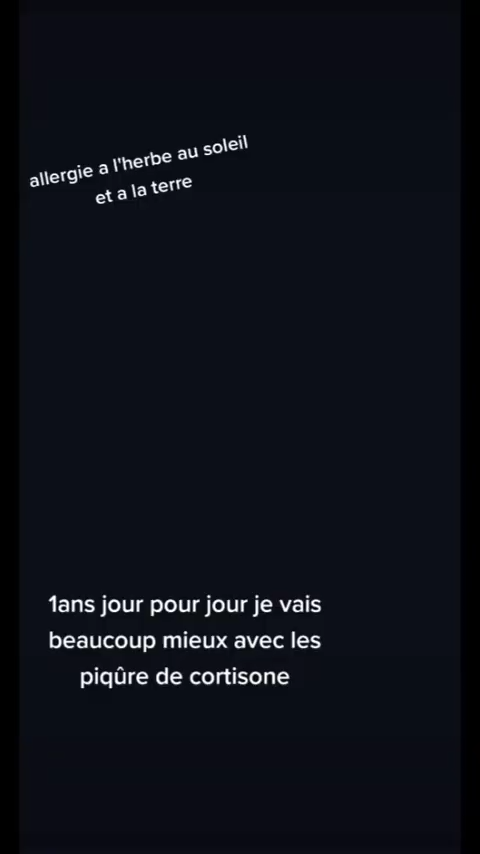 allergie a l'herbe au soleil
et a la terre
1ans jour pour jour je vais
beaucoup mieux avec les
piqûre de cortisone